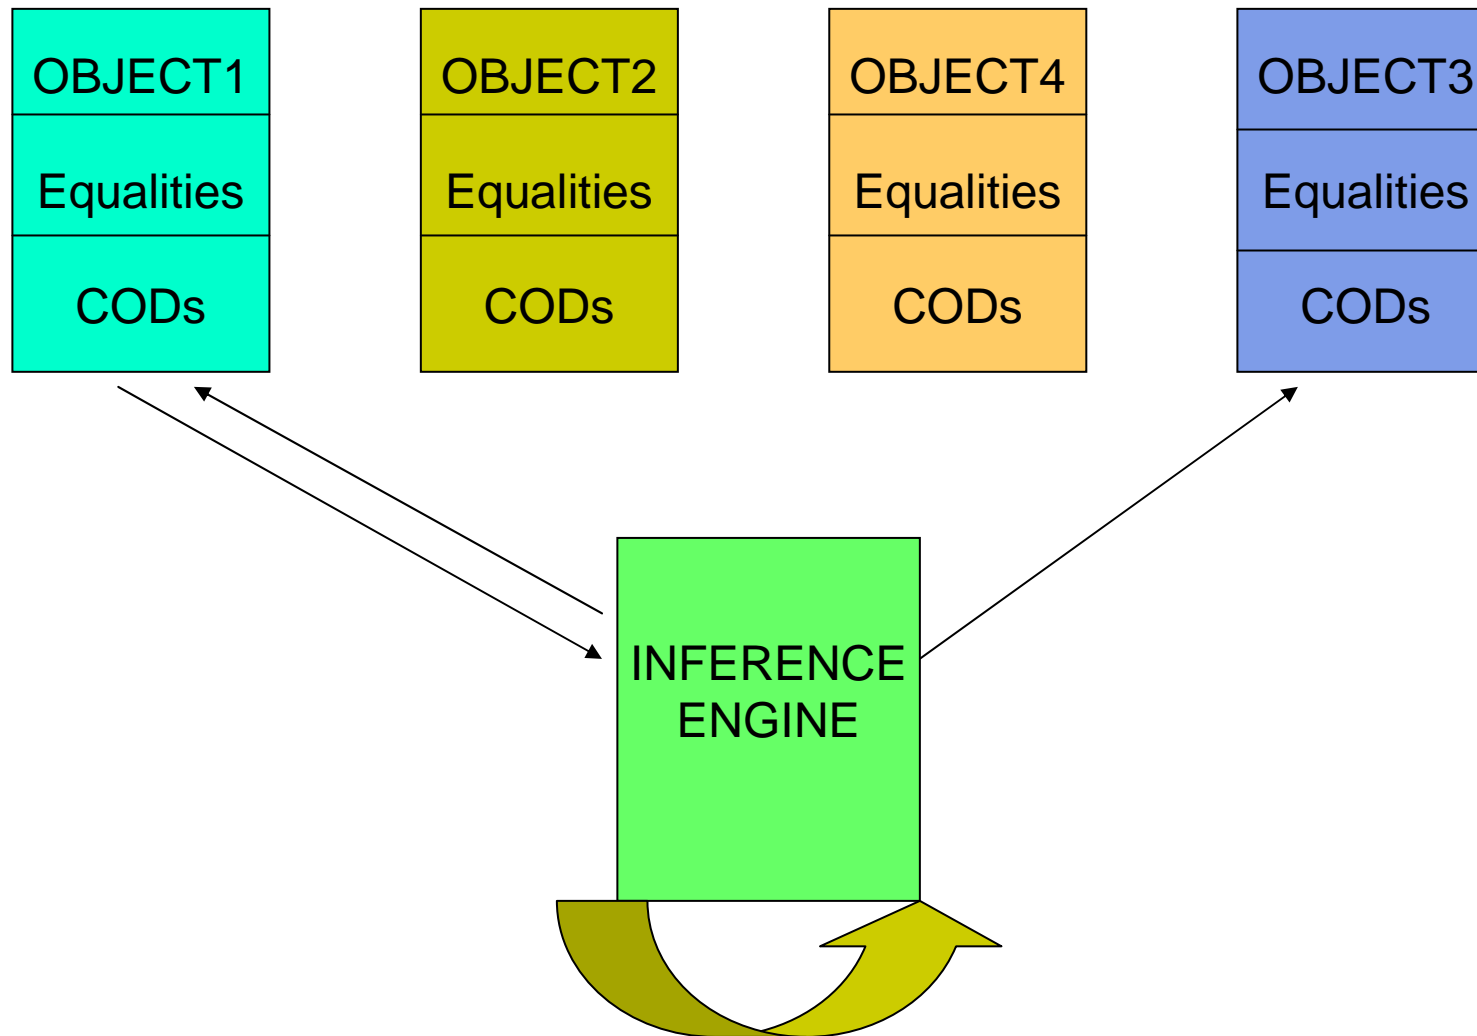 OBJECT1
Equalities
CODs
OBJECT2
Equalities
CODs
OBJECT4
Equalities
CODs
OBJECT3
Equalities
CODs
INFERENCE
ENGINE